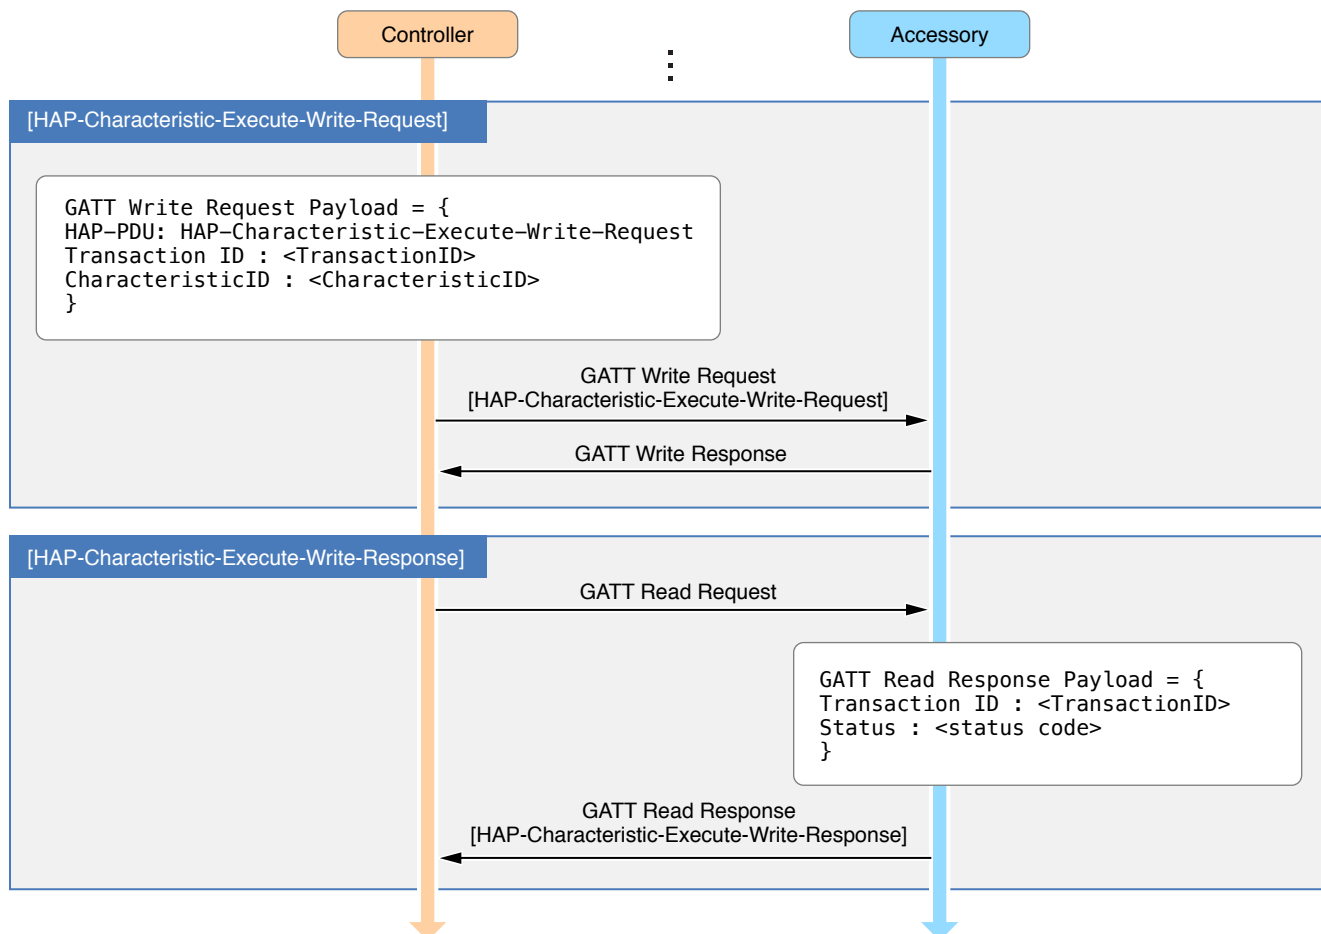 Controller
Accessory
[HAP-Characteristic-Execute-Write-Request]
GATT Write Request Payload = {
HAP-PDU: HAP-Characteristic-Execute-Write-Request
Transaction ID : <TransactionID>
CharacteristicID : <CharacteristicID>
}
GATT Write Request
[HAP-Characteristic-Execute-Write-Request]
GATT Write Response
[HAP-Characteristic-Execute-Write-Response]
GATT Read Request
GATT Read Response Payload = {
Transaction ID : <TransactionID>
Status : <status code>
}
GATT Read Response
[HAP-Characteristic-Execute-Write-Response]